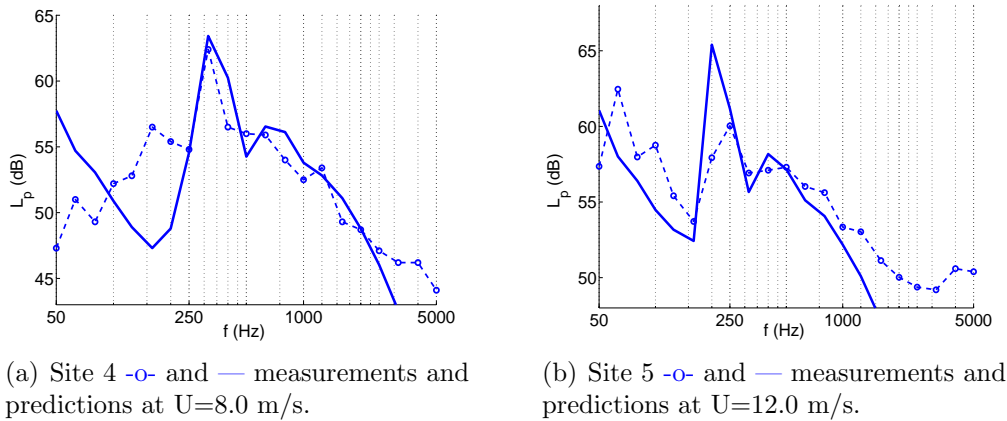 65
60
55
50
45
L_p (dB)
50
250
1000
5000
f (Hz)
65
60
55
50
L_p (dB)
50
250
1000
5000
f (Hz)
(a) Site 4 -o- and — measurements and
predictions at U=8.0 m/s.
(b) Site 5 -o- and — measurements and
predictions at U=12.0 m/s.